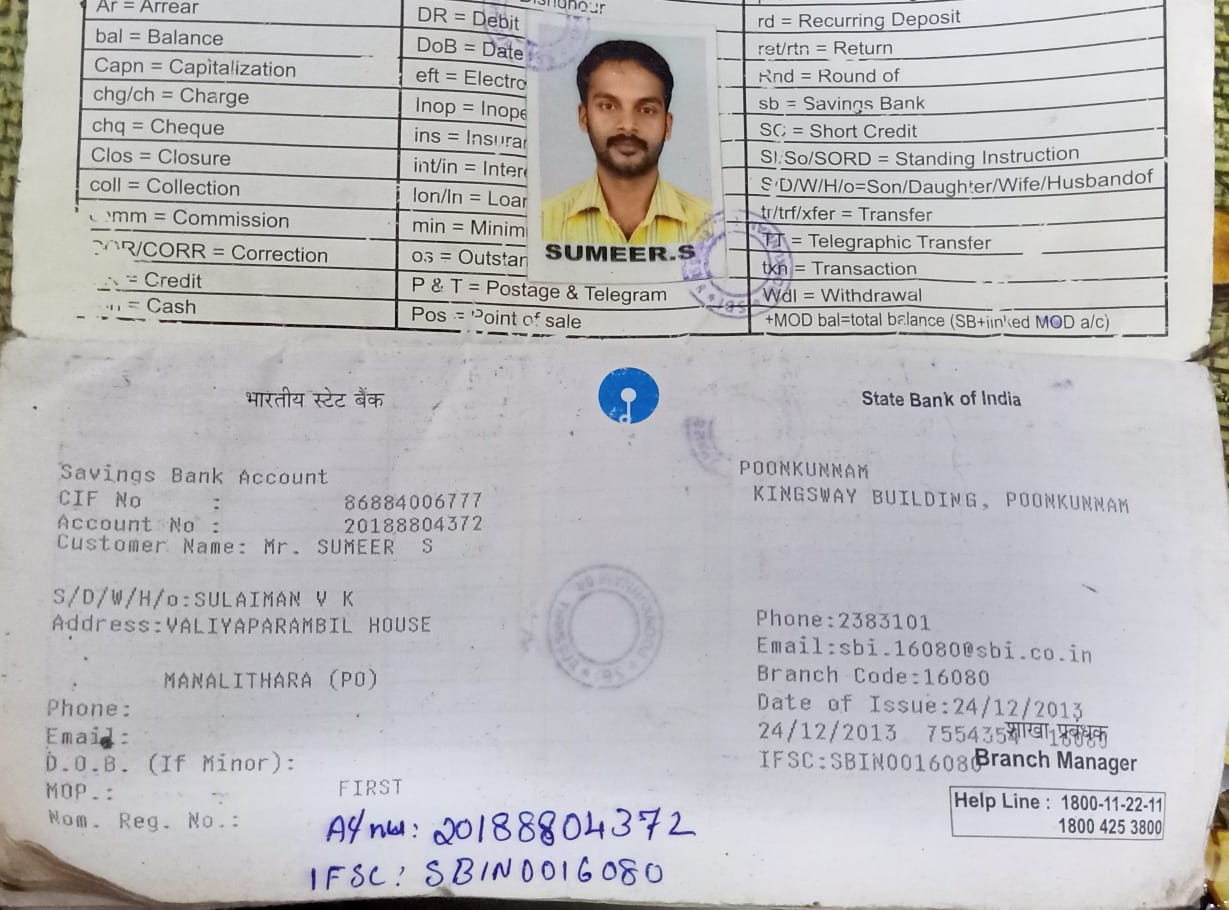 Ar = Arrear
bal = Balance
Capn = Capitalization
chg/ch = Charge
chq = Cheque
Clos = Closure
coll = Collection
mm = Commission
R/CORR = Correction
= Credit
= Cash
DR = Debit
DoB = Date
eft = Electro
Inop = Inope
ins = Insura
int/in = Inter
lon/ln = Loa
min = Minim
os = Outstan
P & T = Postage & Telegram
Pos = Point of sale
SUMEER.S
rd = Recurring Deposit
ret/rtn = Return
Rnd = Round of
sb = Savings Bank
SC = Short Credit
SI.So/SORD = Standing Instruction
S/D/W/H/o=Son/Daughter/Wife/Husbandof
tr/trf/xfer = Transfer
TT = Telegraphic Transfer
txn = Transaction
Wdl = Withdrawal
+MOD bal=total balance (SB+linked MOD a/c)
भारतीय स्टेट बैंक
State Bank of India
Savings Bank Account
CIF No : 86884006777
Account No : 20188804372
Customer Name: Mr. SUMEER S
S/D/W/H/o:SULAIMAN V K
Address:VALIYAPARAMBIL HOUSE
MANALITHARA (PO)
Phone:
Email:
D.O.B. (If Minor):
MOP.: FIRST
Nom. Reg. No.:
POONKUNNAM
KINGSWAY BUILDING, POONKUNNAM
Phone:2383101
Email:sbi.16080@sbi.co.in
Branch Code:16080
Date of Issue:24/12/2013
24/12/2013 755435
शाखा प्रबंधक
IFSC:SBIN0016080
Branch Manager
Help Line : 1800-11-22-11
1800 425 3800
20188804372
IFSC: SBIN0016080